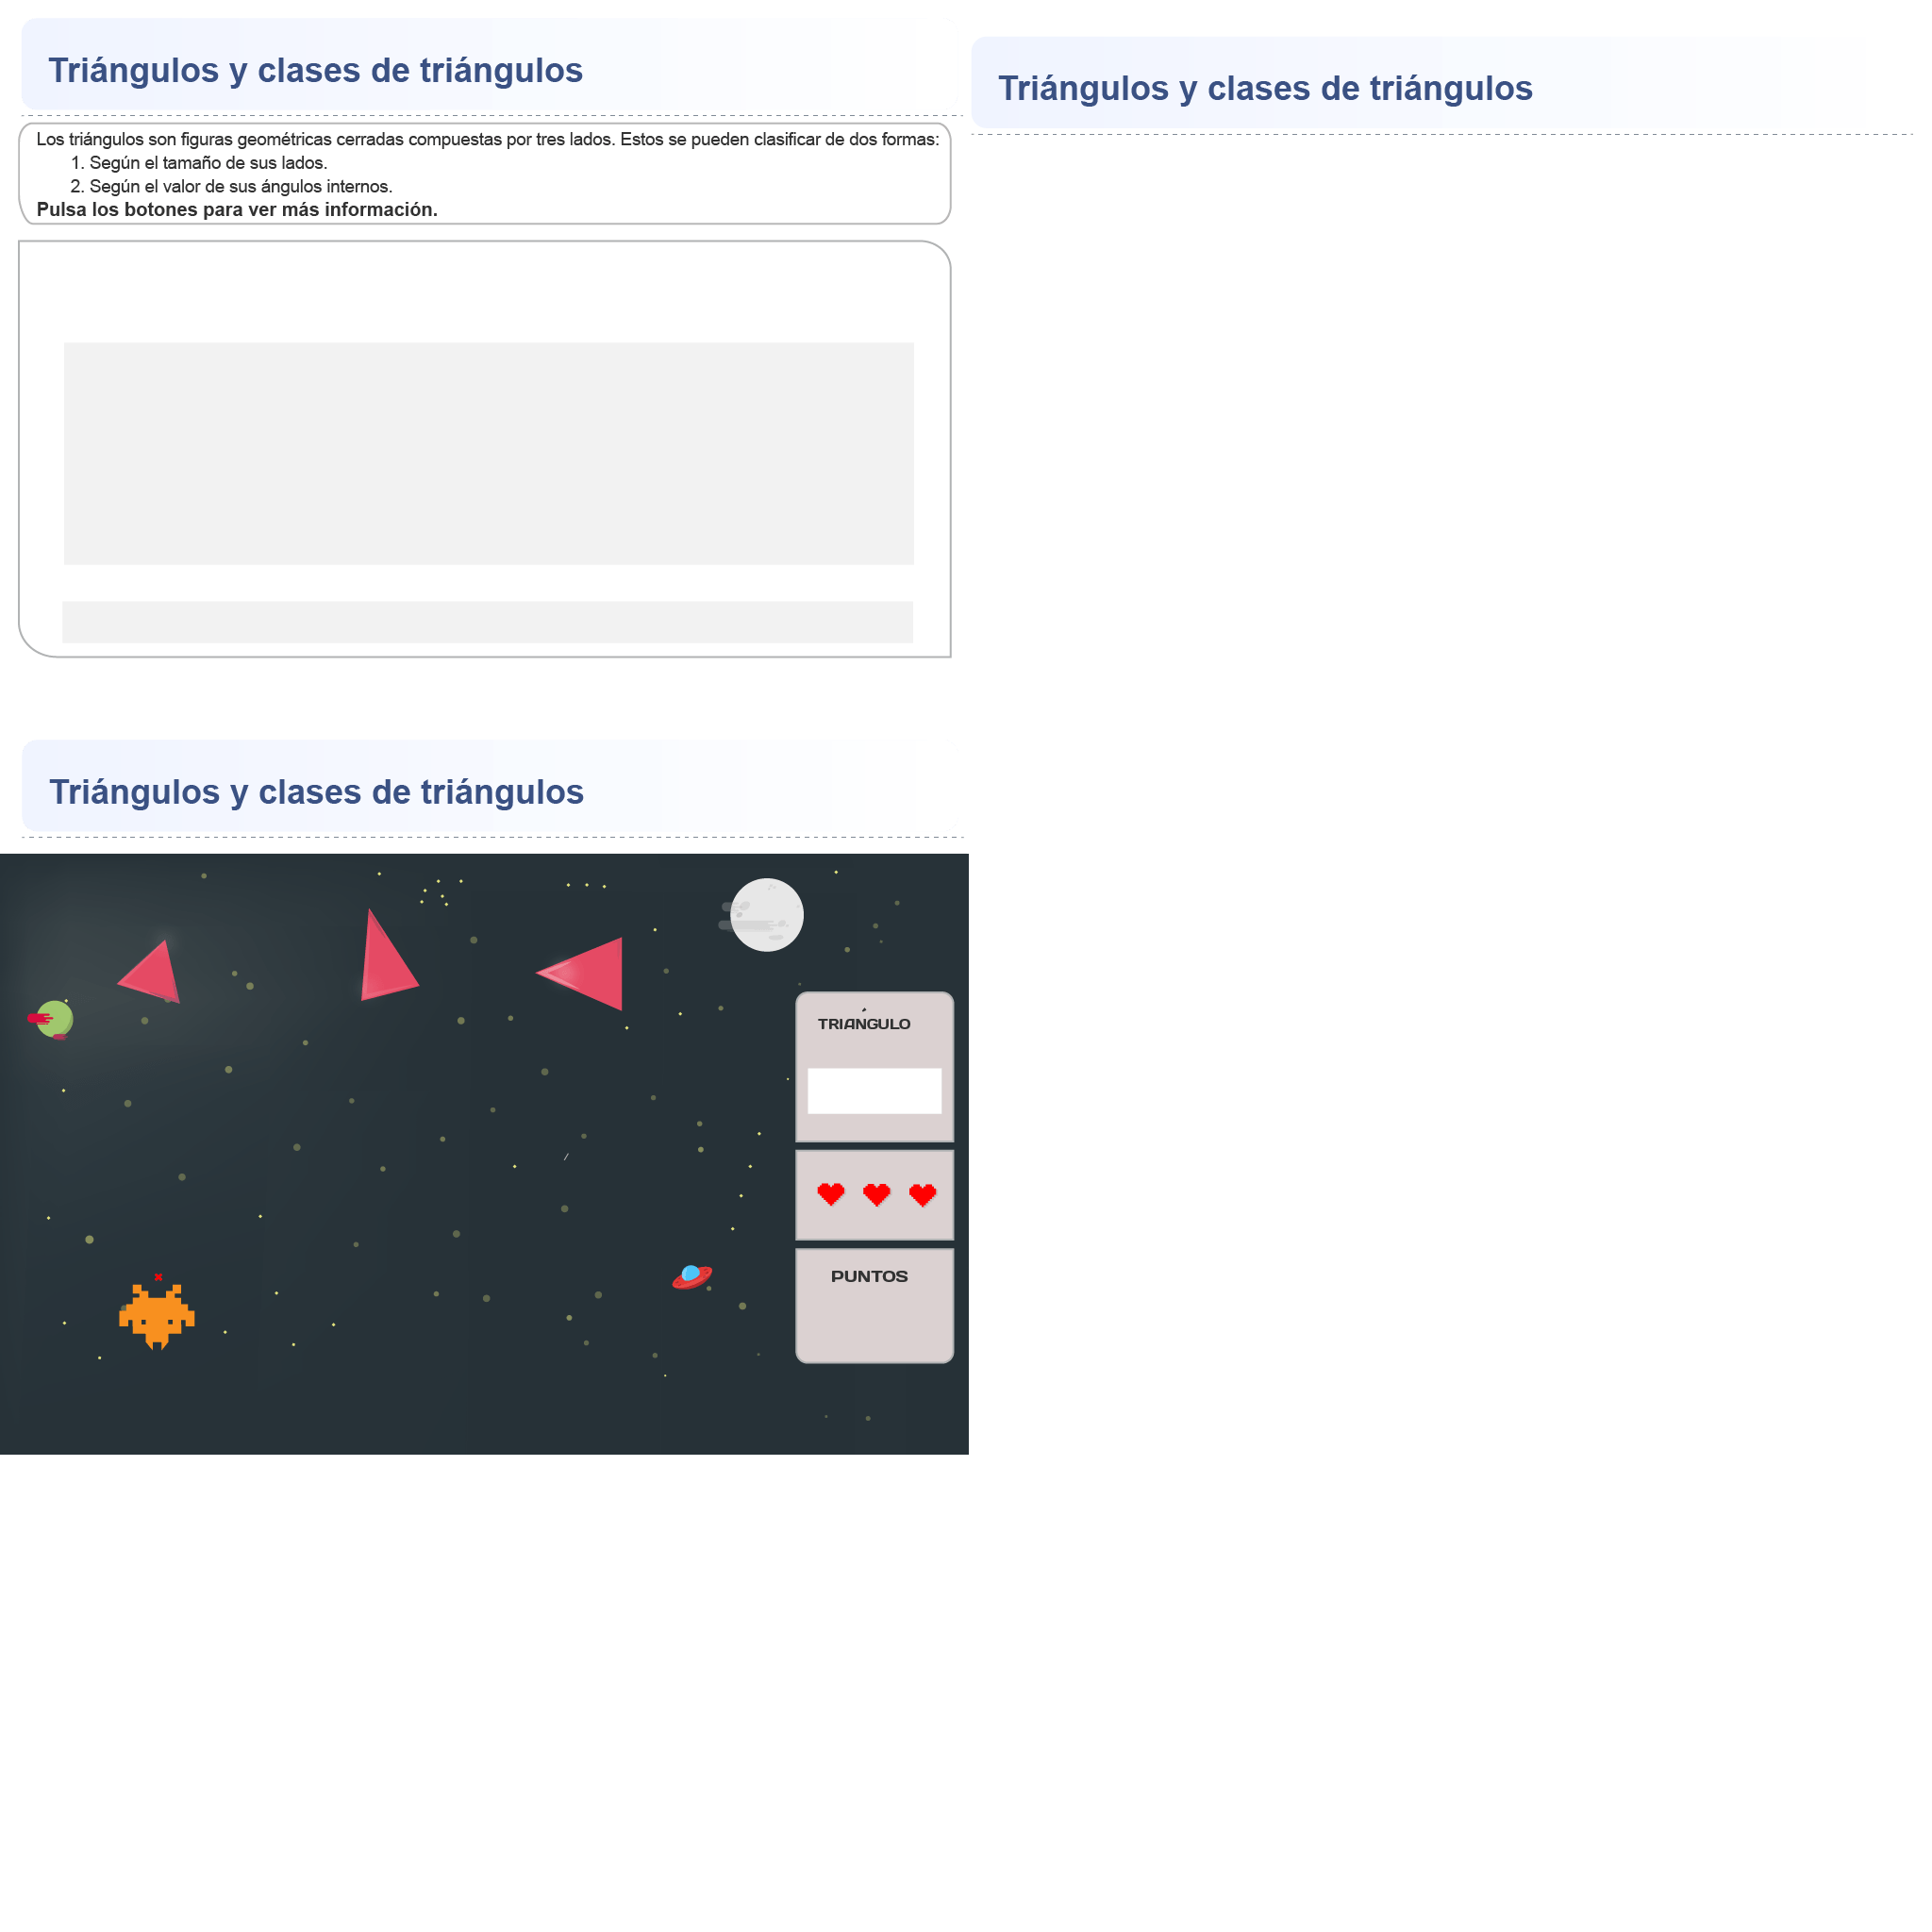 Triángulos y clases de triángulos
Los triángulos son figuras geométricas cerradas compuestas por tres lados. Estos se pueden clasificar de dos formas:
1. Según el tamaño de sus lados.
2. Según el valor de sus ángulos internos.
Pulsa los botones para ver más información.
Triángulos y clases de triángulos
Triángulos y clases de triángulos
TRIÁNGULO
PUNTOS